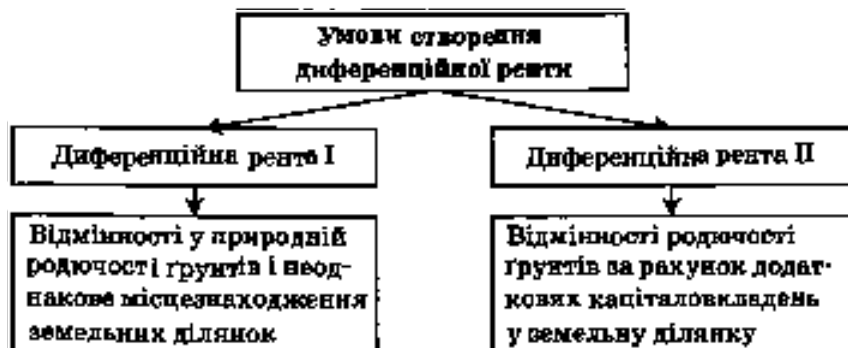 Умови створення
диференційної ренти
Диференційна рента І
Диференційна рента ІІ
Відмінності у природній
родючості ґрунтів і неод-
накове місцезнаходження
земельних ділянок
Відмінності родючості
ґрунтів за рахунок додат-
кових капіталовкладень
у земельну ділянку